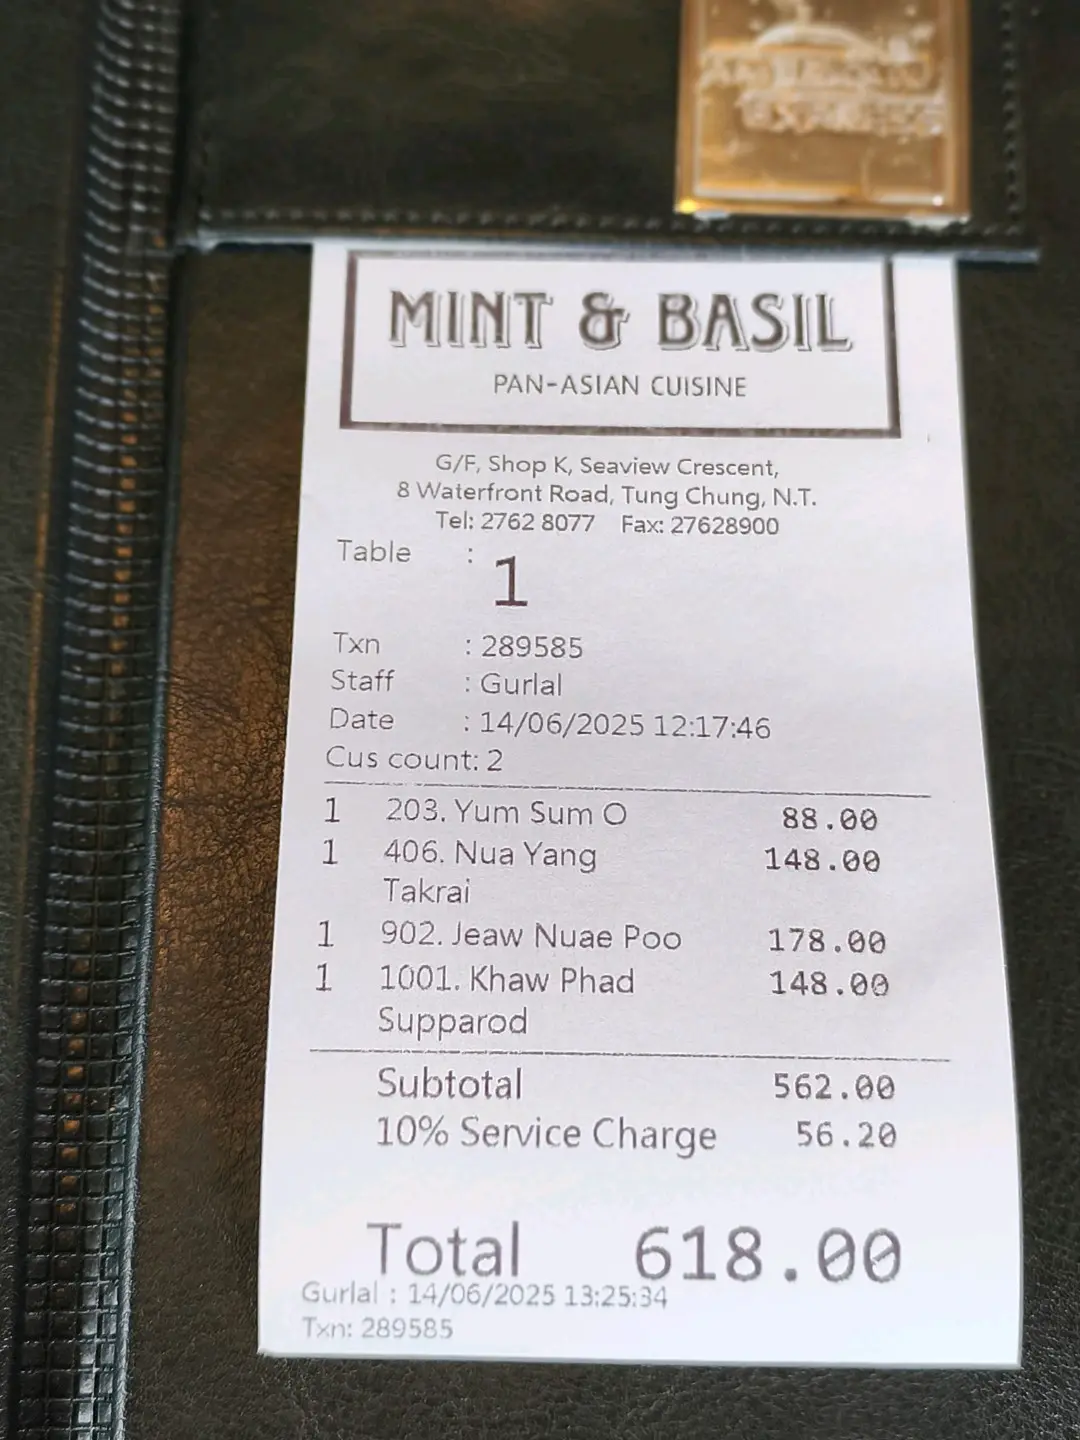 AMERICAN
EXPRESS
MINT & BASIL
PAN-ASIAN CUISINE
G/F, Shop K, Seaview Crescent,
8 Waterfront Road, Tung Chung, N.T.
Tel: 2762 8077 Fax: 27628900
Table : 1
Txn : 289585
Staff : Gurlal
Date : 14/06/2025 12:17:46
Cus count: 2
1 203. Yum Sum O 88.00
1 406. Nua Yang 148.00
Takrai
1 902. Jeaw Nuae Poo 178.00
1 1001. Khaw Phad 148.00
Supparod
Subtotal 562.00
10% Service Charge 56.20
Total 618.00
Gurlal : 14/06/2025 13:25:34
Txn: 289585